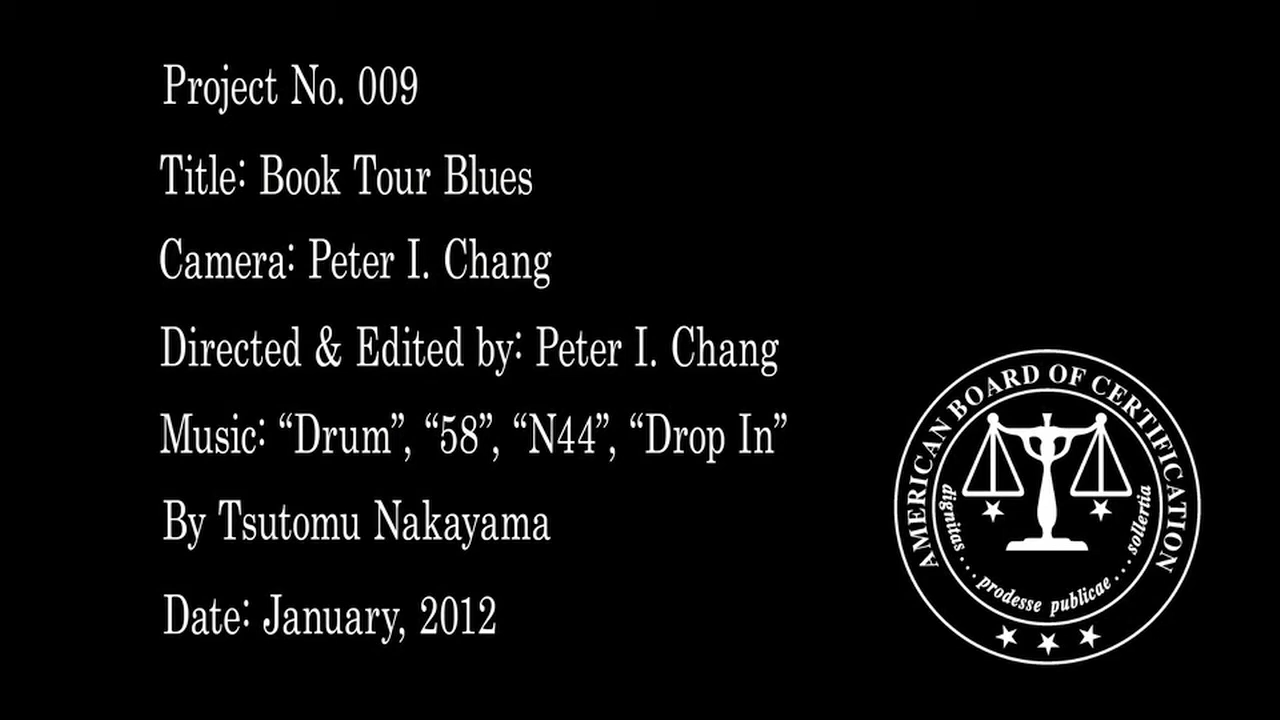 Project No. 009
Title: Book Tour Blues
Camera: Peter I. Chang
Directed & Edited by: Peter I. Chang
Music: “Drum”, “58”, “N44”, “Drop In”
By Tsutomu Nakayama
Date: January, 2012
AMERICAN BOARD OF CERTIFICATION
dignitas . . . prodesse publicae . . . . sollertia